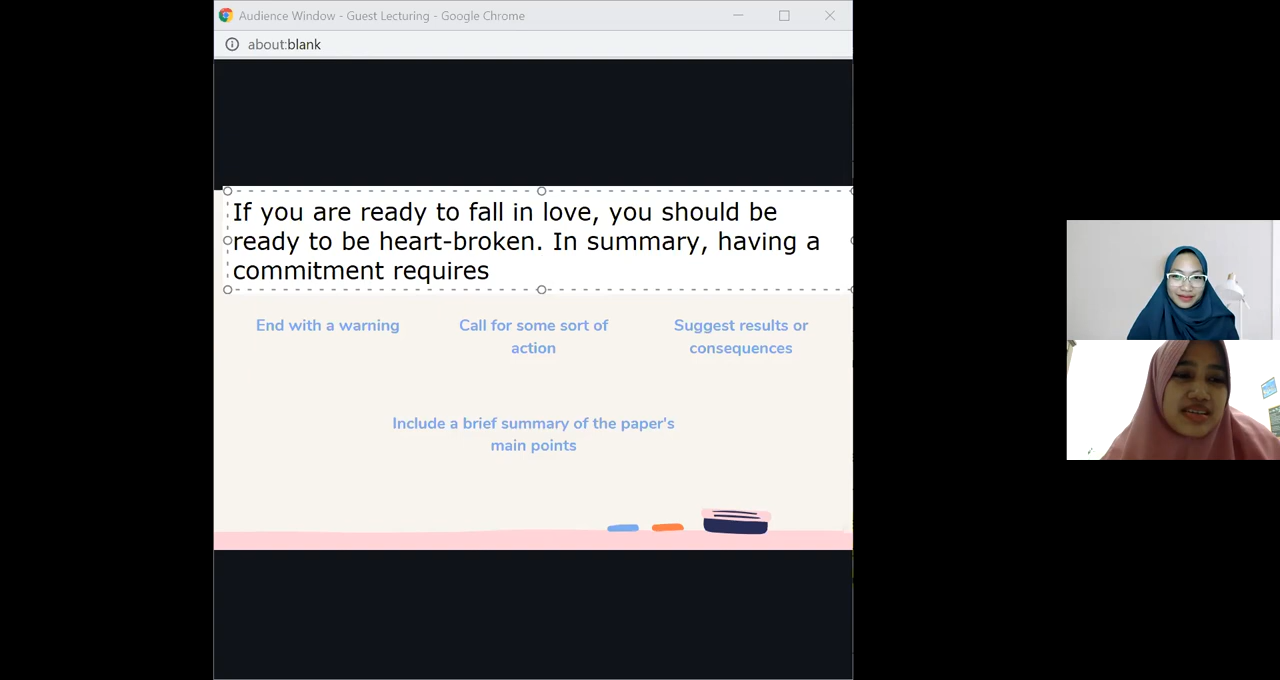 Audience Window - Guest Lecturing - Google Chrome
about:blank
If you are ready to fall in love, you should be
ready to be heart-broken. In summary, having a
commitment requires
End with a warning
Call for some sort of
action
Suggest results or
consequences
Include a brief summary of the paper's
main points